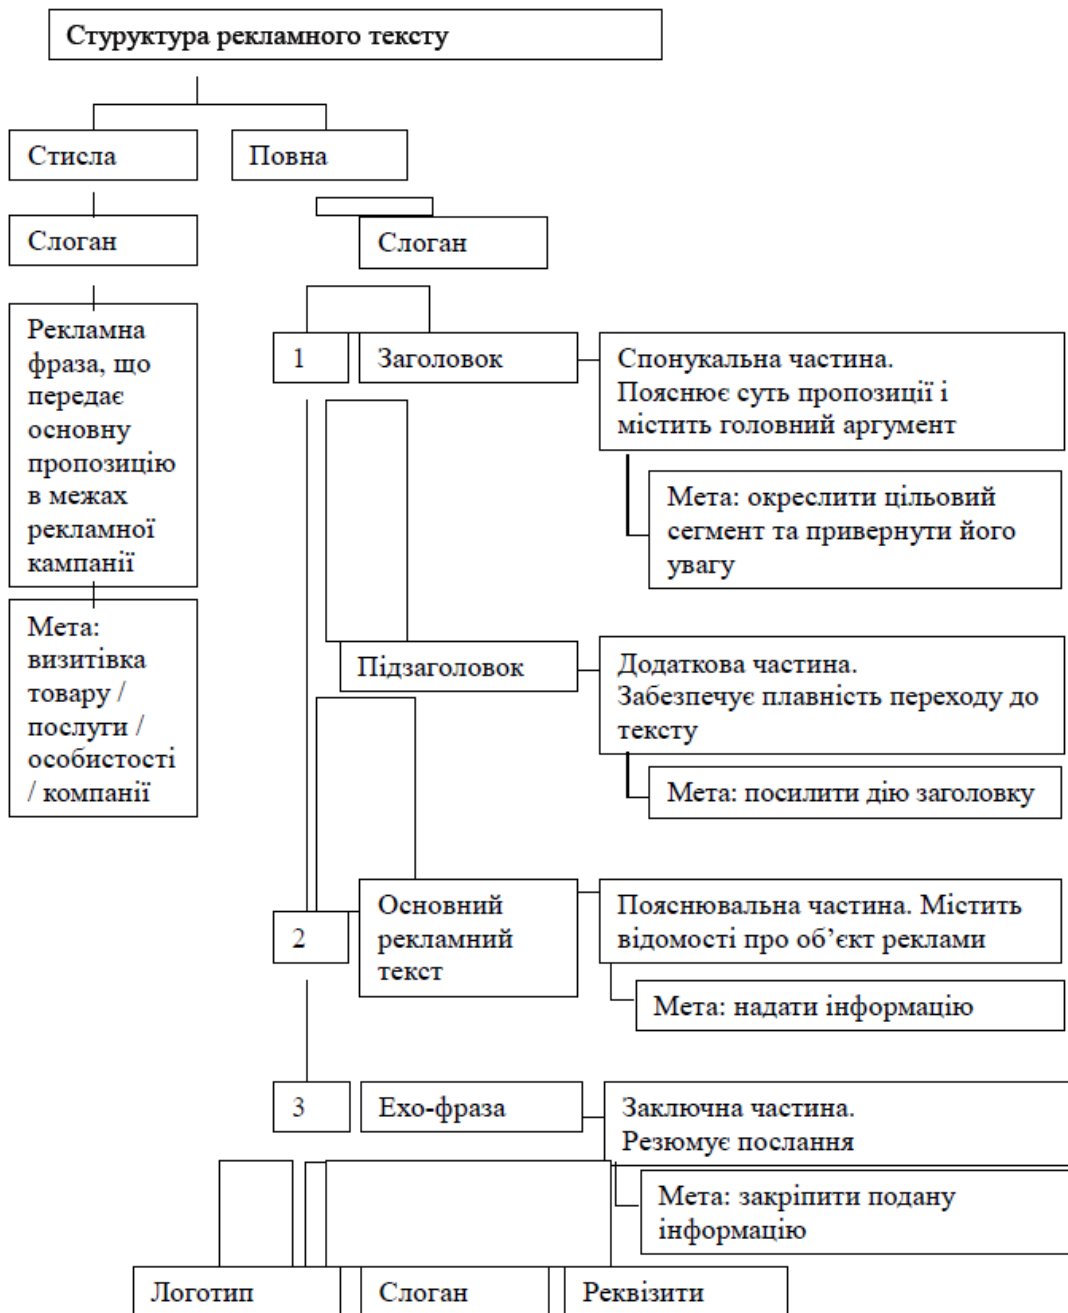 Стуруктура рекламного тексту
Стисла
Повна
Слоган
Слоган
Рекламна
фраза, що
передає
основну
пропозицію
в межах
рекламної
кампанії
Мета:
визитівка
товару /
послуги /
особистості
/ компанії
1
Заголовок
Спонукальна частина.
Пояснює суть пропозиції і
містить головний аргумент
Мета: окреслити цільовий
сегмент та привернути його
увагу
Підзаголовок
Додаткова частина.
Забезпечує плавність переходу до
тексту
Мета: посилити дію заголовку
2
Основний
рекламний
текст
Пояснювальна частина. Містить
відомості про об’єкт реклами
Мета: надати інформацію
3
Ехо-фраза
Заключна частина.
Резюмує послання
Мета: закріпити подану
інформацію
Логотип
Слоган
Реквізити